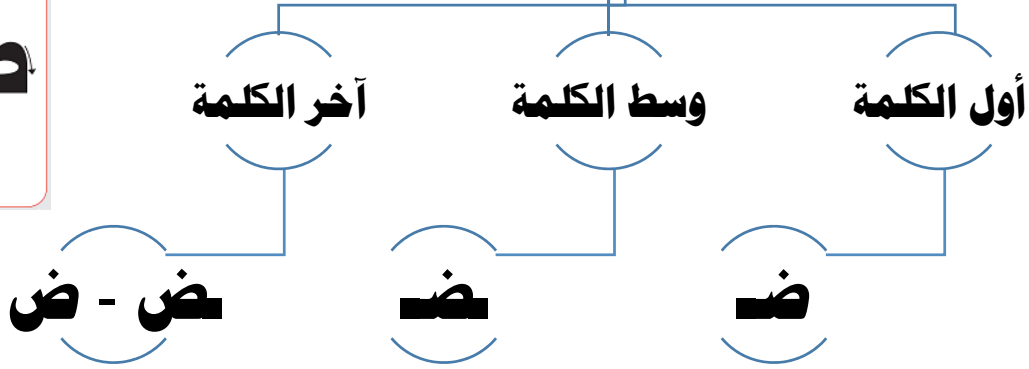 أول الكلمة
وسط الكلمة
آخر الكلمة
ضـ
ـضـ
ـض - ض